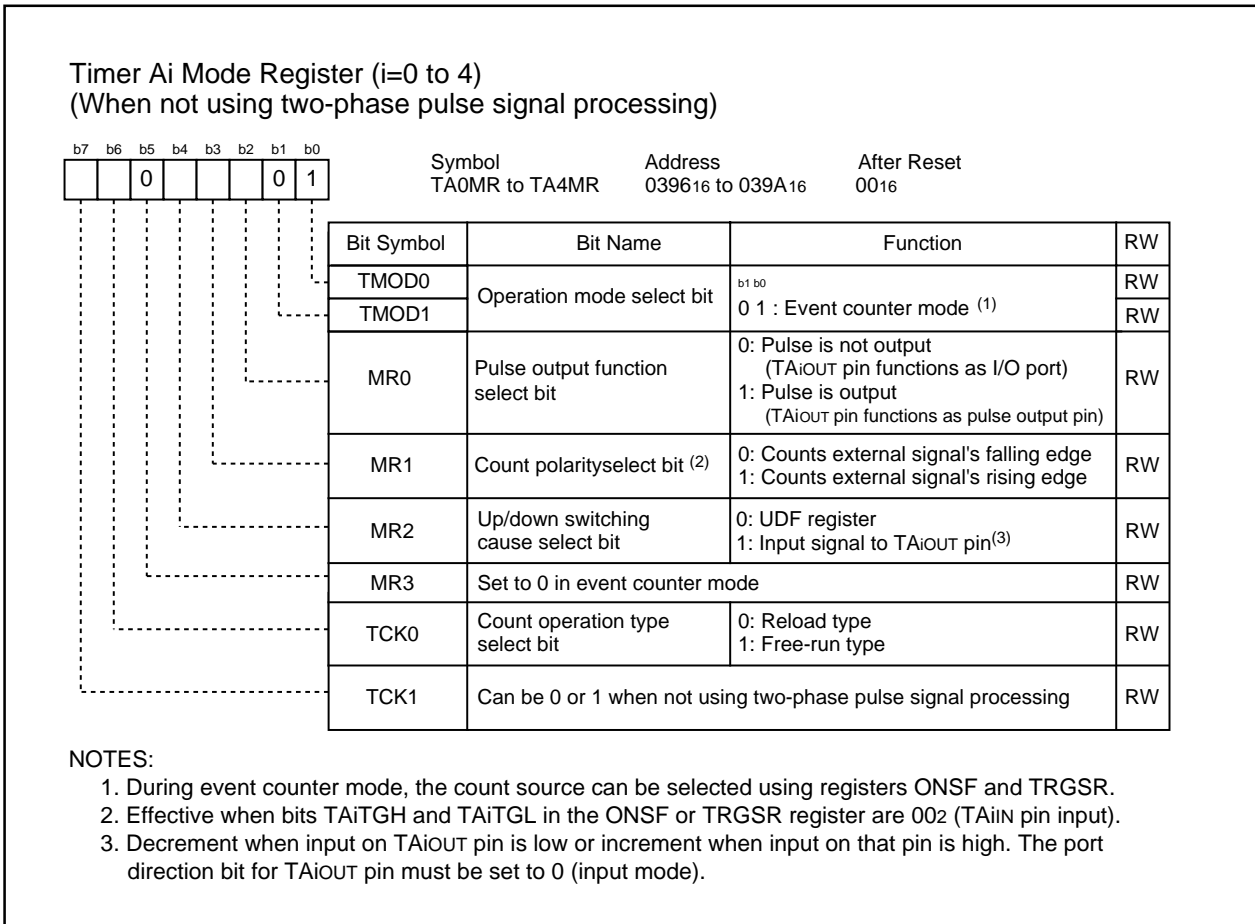 Timer Ai Mode Register (i=0 to 4)
(When not using two-phase pulse signal processing)
b7 b6 b5 b4 b3 b2 b1 b0
0 0 1
Symbol Address After Reset
TA0MR to TA4MR 039616 to 039A16 0016
Bit Symbol Bit Name Function RW
TMOD0 RW
Operation mode select bit
b1 b0
0 1 : Event counter mode (1)
TMOD1 RW
MR0
Pulse output function
select bit
0: Pulse is not output
(TAiOUT pin functions as I/O port)
1: Pulse is output
(TAiOUT pin functions as pulse output pin)
RW
MR1
Count polarityselect bit (2)
0: Counts external signal's falling edge
1: Counts external signal's rising edge
RW
MR2
Up/down switching
cause select bit
0: UDF register
1: Input signal to TAiOUT pin(3)
RW
MR3 Set to 0 in event counter mode RW
TCK0
Count operation type
select bit
0: Reload type
1: Free-run type
RW
TCK1 Can be 0 or 1 when not using two-phase pulse signal processing RW
NOTES:
1. During event counter mode, the count source can be selected using registers ONSF and TRGSR.
2. Effective when bits TAiTGH and TAiTGL in the ONSF or TRGSR register are 002 (TAiIN pin input).
3. Decrement when input on TAiOUT pin is low or increment when input on that pin is high. The port
direction bit for TAiOUT pin must be set to 0 (input mode).